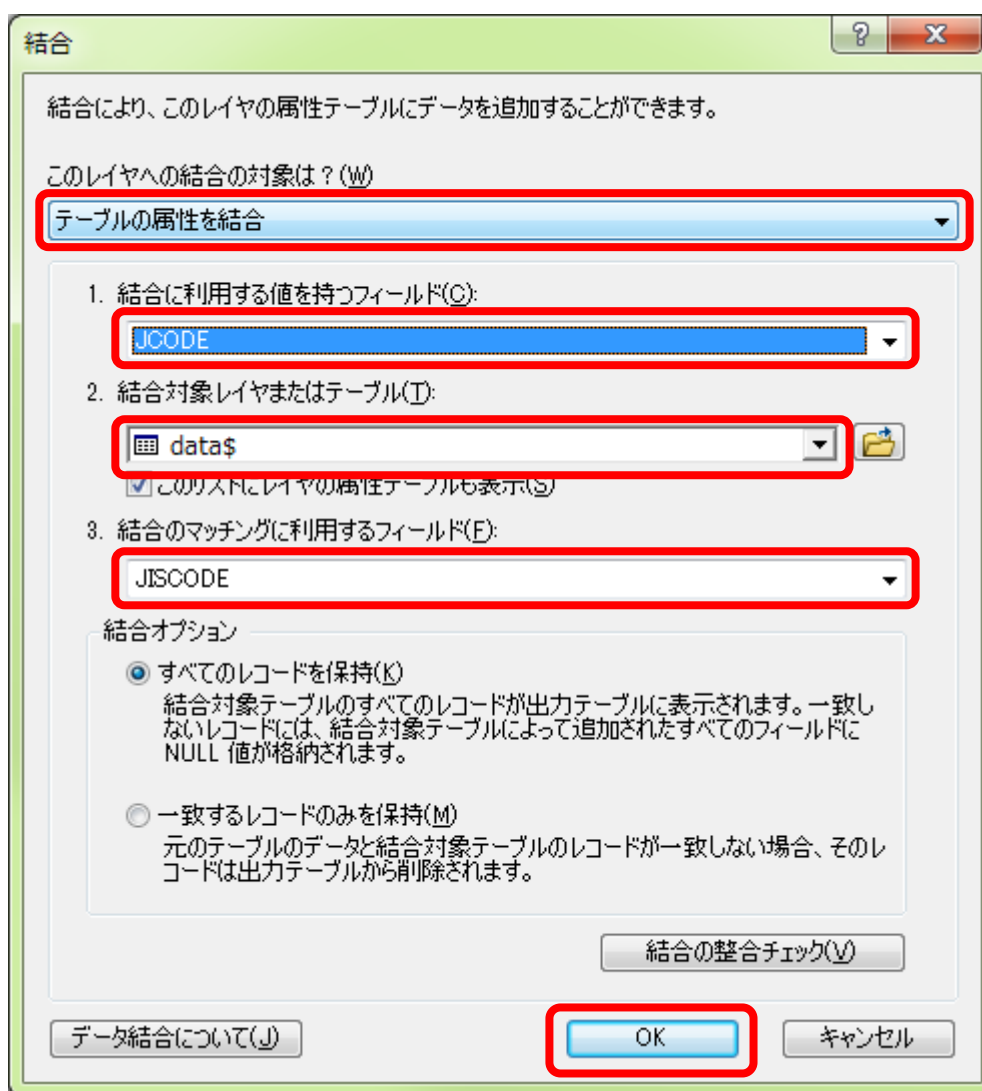 結合
結合により、このレイヤの属性テーブルにデータを追加することができます。
このレイヤへの結合の対象は？(W)
テーブルの属性を結合
1. 結合に利用する値を持つフィールド(C):
JCODE
2. 結合対象レイヤまたはテーブル(T):
data$
このリストにレイヤの属性テーブルも表示(S)
3. 結合のマッチングに利用するフィールド(F):
JISCODE
結合オプション
すべてのレコードを保持(K)
結合対象テーブルのすべてのレコードが出力テーブルに表示されます。一致し
ないレコードには、結合対象テーブルによって追加されたすべてのフィールドに
NULL 値が格納されます。
一致するレコードのみを保持(M)
元のテーブルのデータと結合対象テーブルのレコードが一致しない場合、そのレ
コードは出力テーブルから削除されます。
結合の整合チェック(V)
データ結合について(J)
OK
キャンセル